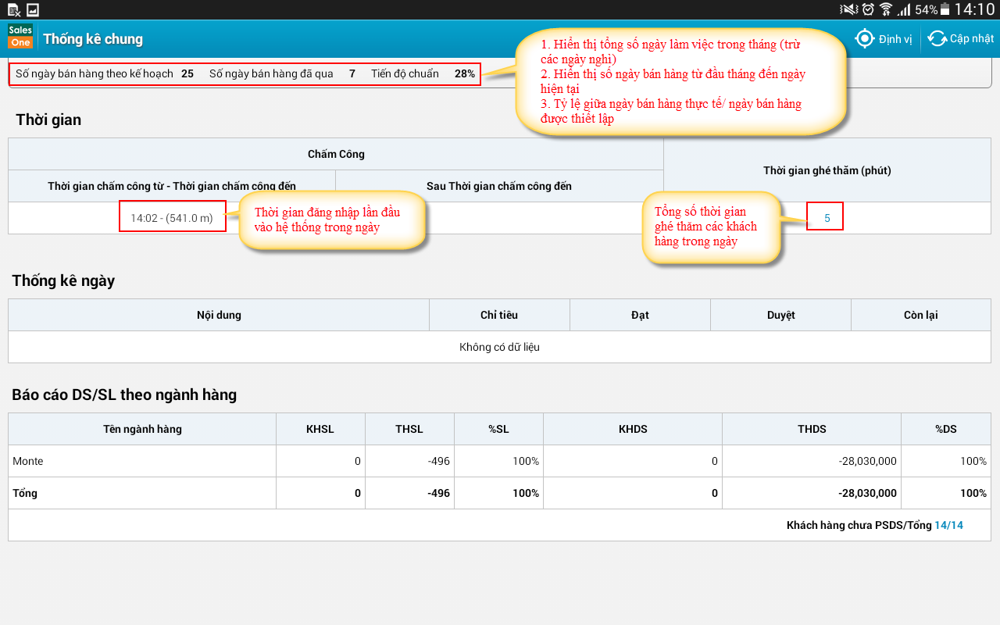 54% 14:10
Sales One
Thống kê chung
Định vị
Cập nhật
Số ngày bán hàng theo kế hoạch 25 Số ngày bán hàng đã qua 7 Tiến độ chuẩn 28%
1. Hiển thị tổng số ngày làm việc trong tháng (trừ
các ngày nghỉ)
2. Hiển thị số ngày bán hàng từ đầu tháng đến ngày
hiện tại
3. Tỷ lệ giữa ngày bán hàng thực tế/ ngày bán hàng
được thiết lập
Thời gian
Chấm Công
Thời gian ghé thăm (phút)
Thời gian chấm công từ - Thời gian chấm công đến
Sau Thời gian chấm công đến
14:02 - (541.0 m)
Thời gian đăng nhập lần đầu
vào hệ thống trong ngày
Tổng số thời gian
ghé thăm các khách
hàng trong ngày
5
Thống kê ngày
Nội dung Chỉ tiêu Đạt Duyệt Còn lại
Không có dữ liệu
Báo cáo DS/SL theo ngành hàng
Tên ngành hàng KHSL THSL %SL KHDS THDS %DS
Monte 0 -496 100% 0 -28,030,000 100%
Tổng 0 -496 100% 0 -28,030,000 100%
Khách hàng chưa PSDS/Tổng 14/14